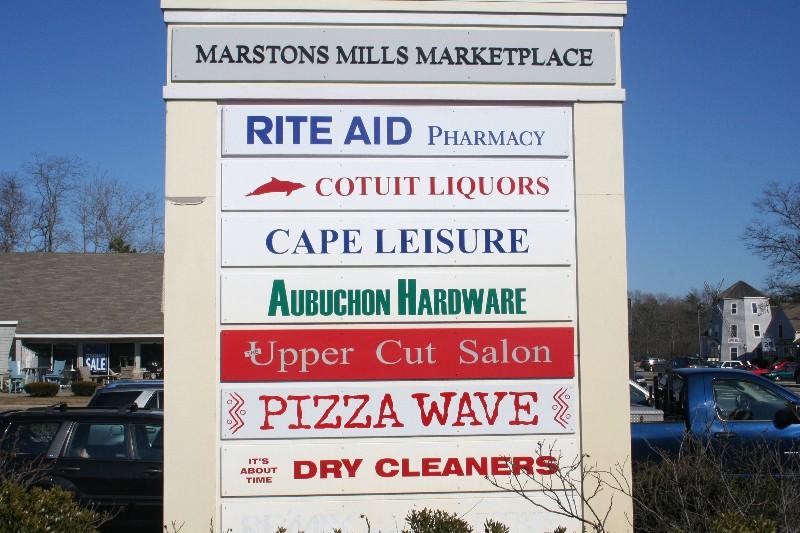 MARSTONS MILLS MARKETPLACE
RITE AID PHARMACY
COTUIT LIQUORS
CAPE LEISURE
AUBUCHON HARDWARE
THE Upper Cut Salon
PIZZA WAVE
IT'S ABOUT TIME DRY CLEANERS
SALE